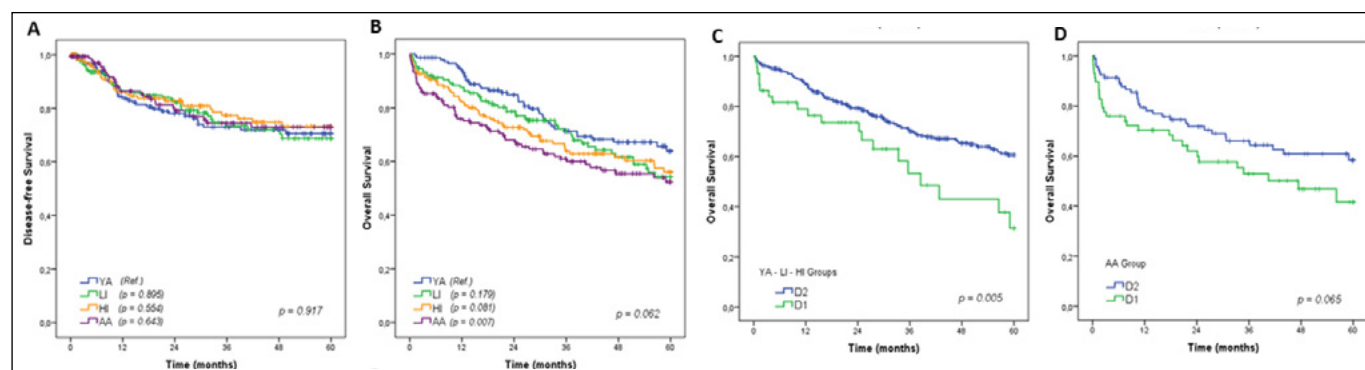 A
Disease-free Survival
1,0
0,8
0,6
0,4
0,2
0,0
YA (Ref.)
LI (p = 0.895)
HI (p = 0.554)
AA (p = 0.643)
p = 0.917
0 12 24 36 48 60
Time (months)
B
Overall Survival
1,0
0,8
0,6
0,4
0,2
0,0
YA (Ref.)
LI (p = 0.179)
HI (p = 0.081)
AA (p = 0.007)
p = 0.062
0 12 24 36 48 60
Time (months)
C
Overall Survival
1,0
0,8
0,6
0,4
0,2
0,0
YA - LI - HI Groups
D2
D1
p = 0.005
0 12 24 36 48 60
Time (months)
D
Overall Survival
1,0
0,8
0,6
0,4
0,2
0,0
AA Group
D2
D1
p = 0.065
0 12 24 36 48 60
Time (months)